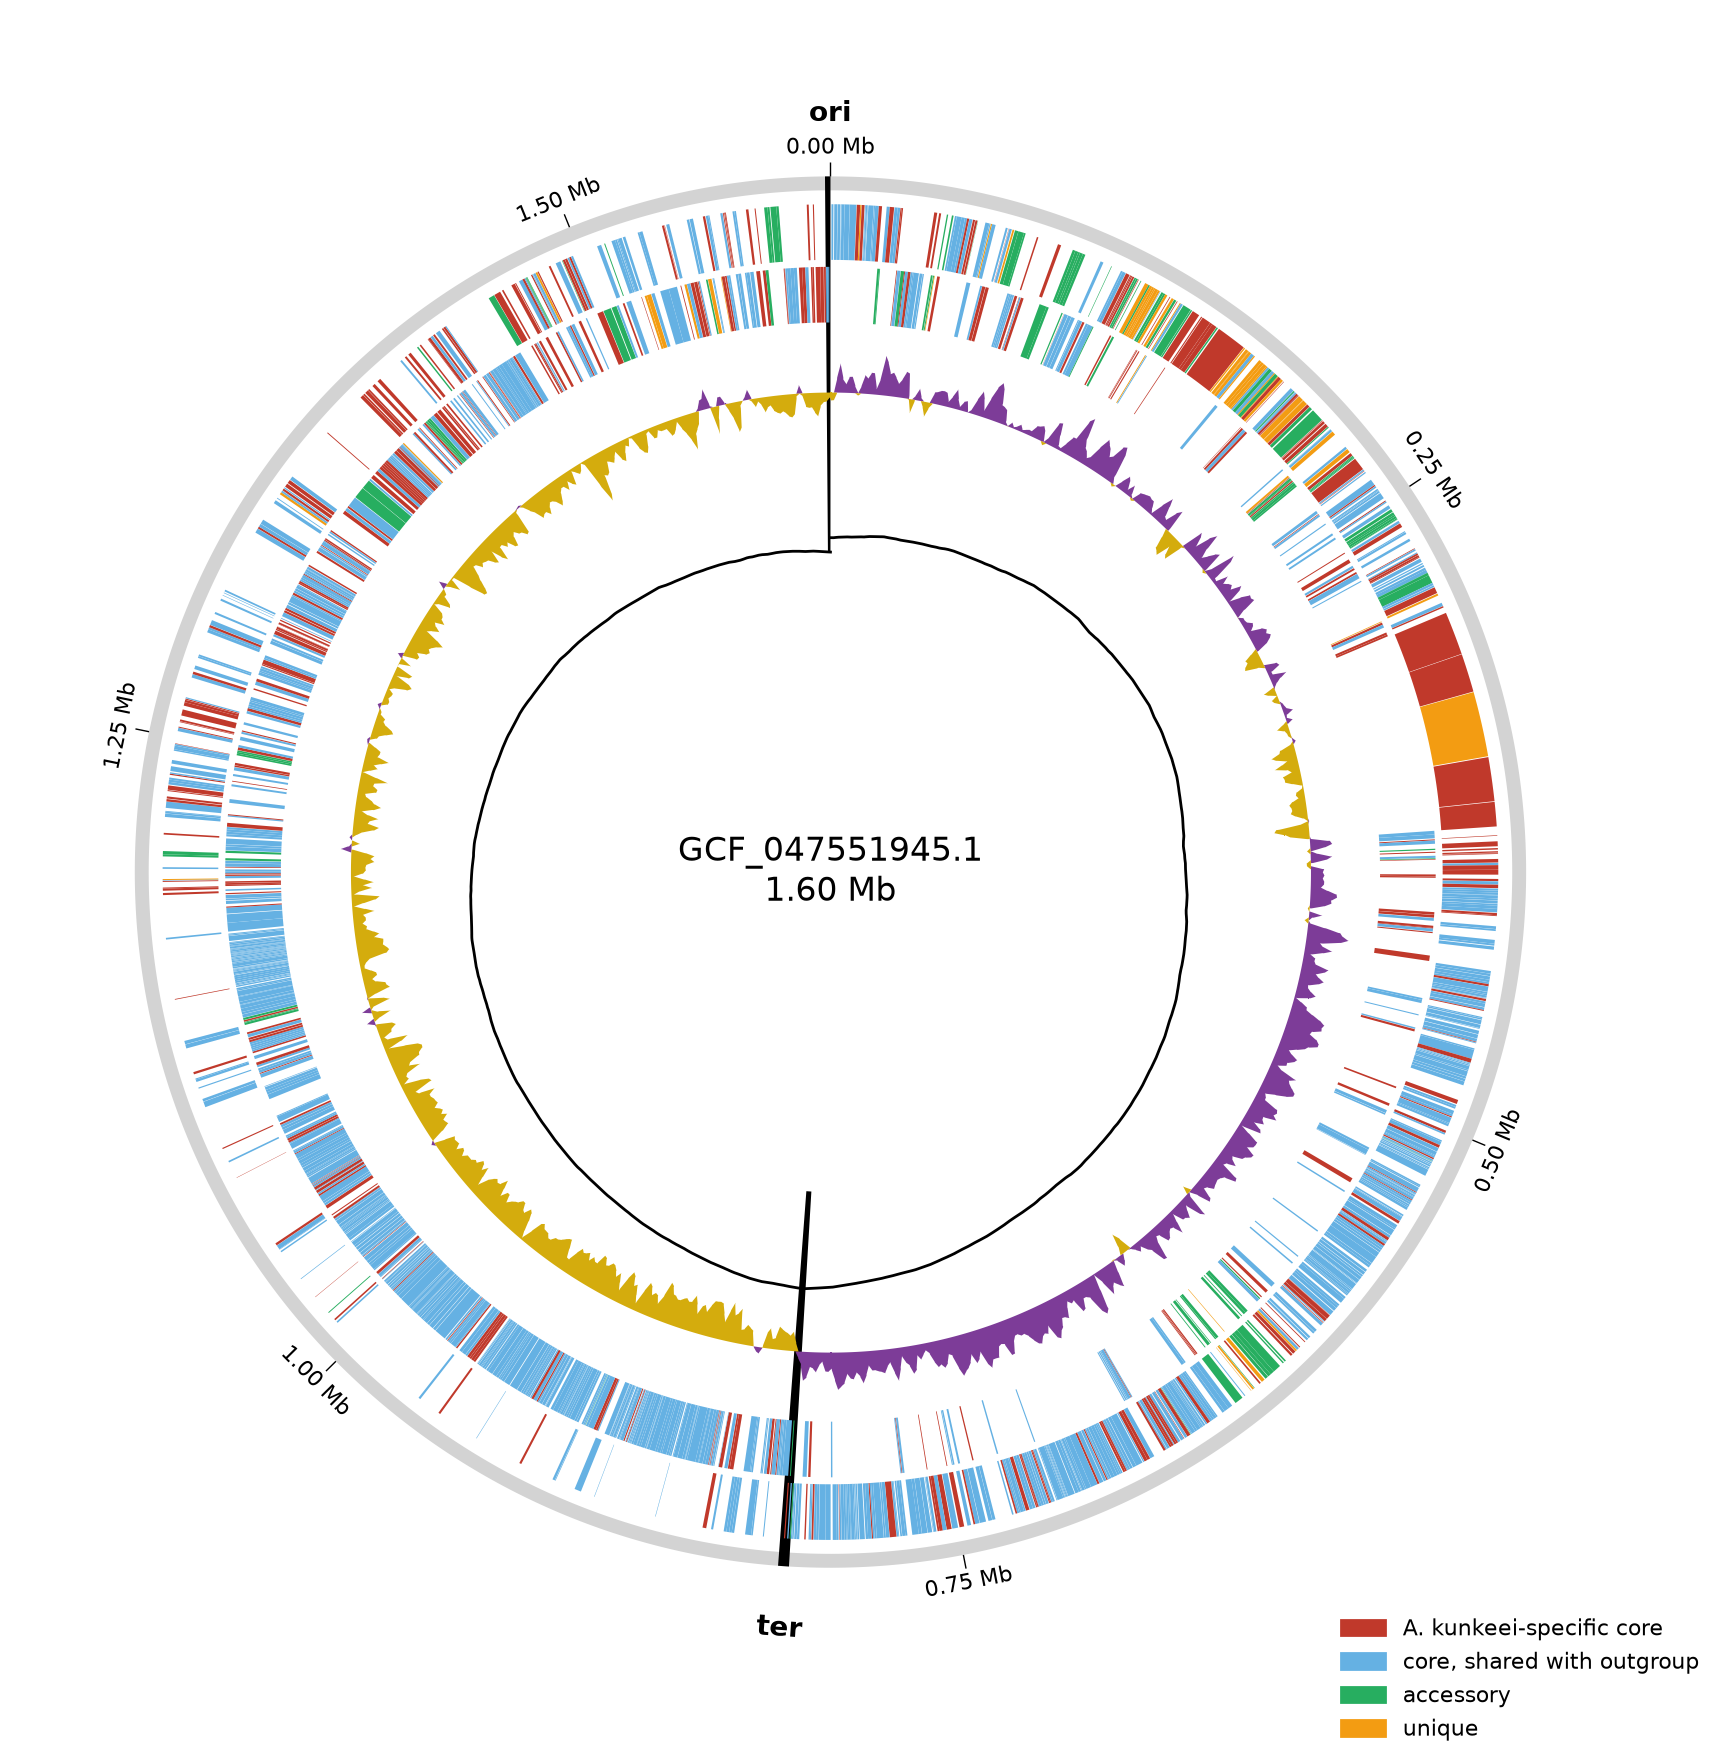 ori
0.00 Mb
1.50 Mb
0.25 Mb
1.25 Mb
GCF_047551945.1
1.60 Mb
0.50 Mb
1.00 Mb
0.75 Mb
ter
A. kunkeei-specific core
core, shared with outgroup
accessory
unique